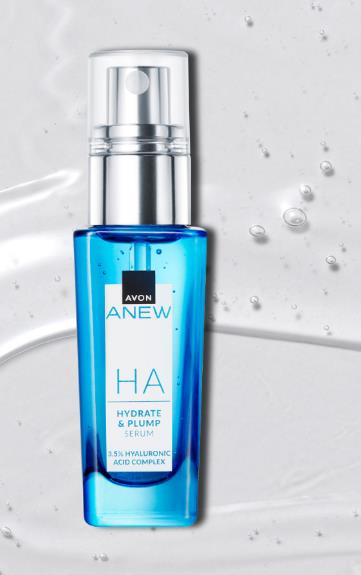 AVON
ANEW
HA
HYDRATE
& PLUMP
SERUM
3.5% HYALURONIC
ACID COMPLEX